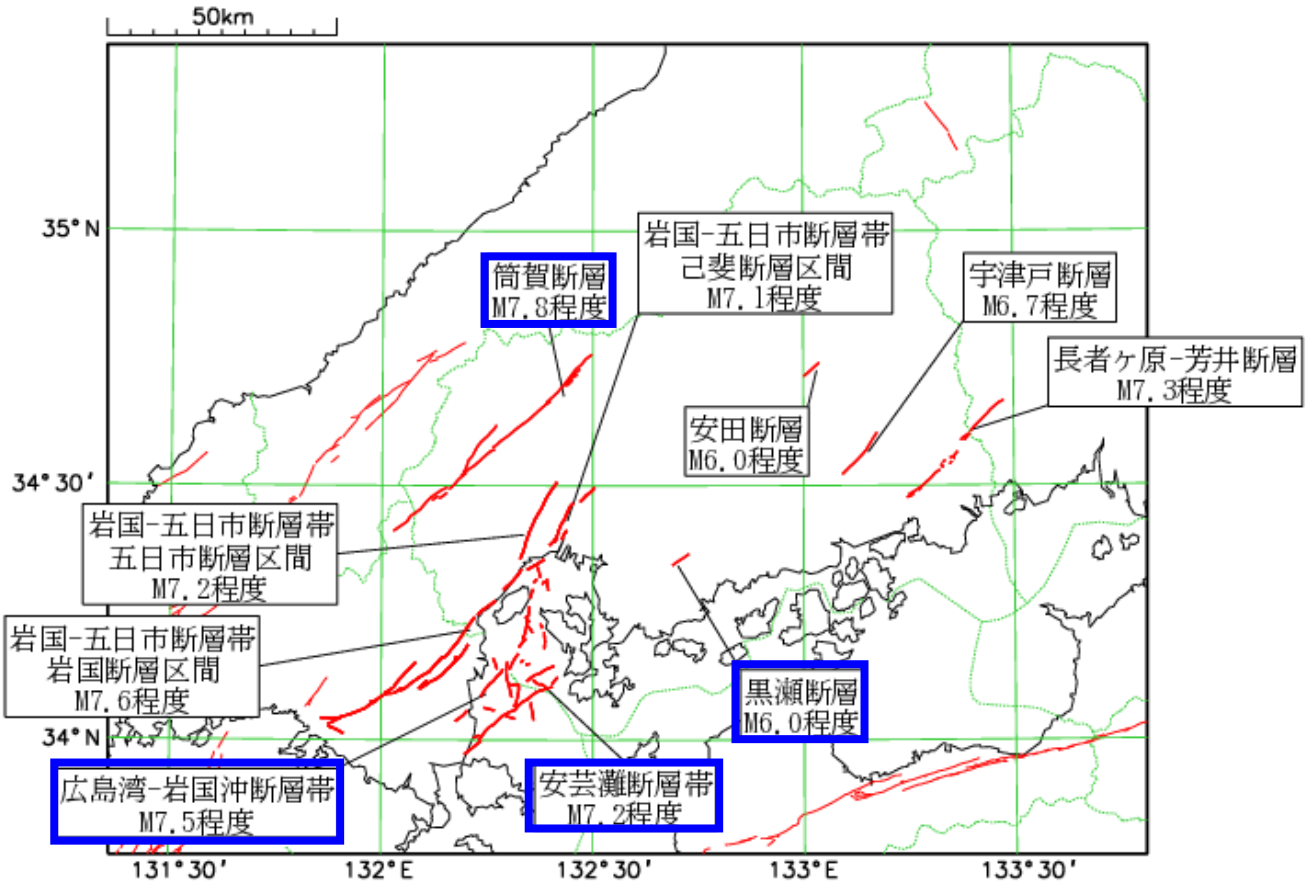 50km
35°N
34°30′
34°N
131°30′
132°E
132°30′
133°E
133°30′
筒賀断層
M7.8程度
岩国-五日市断層帯
己斐断層区間
M7.1程度
宇津戸断層
M6.7程度
長者ヶ原-芳井断層
M7.3程度
安田断層
M6.0程度
岩国-五日市断層帯
五日市断層区間
M7.2程度
岩国-五日市断層帯
岩国断層区間
M7.6程度
黒瀬断層
M6.0程度
広島湾-岩国沖断層帯
M7.5程度
安芸灘断層帯
M7.2程度